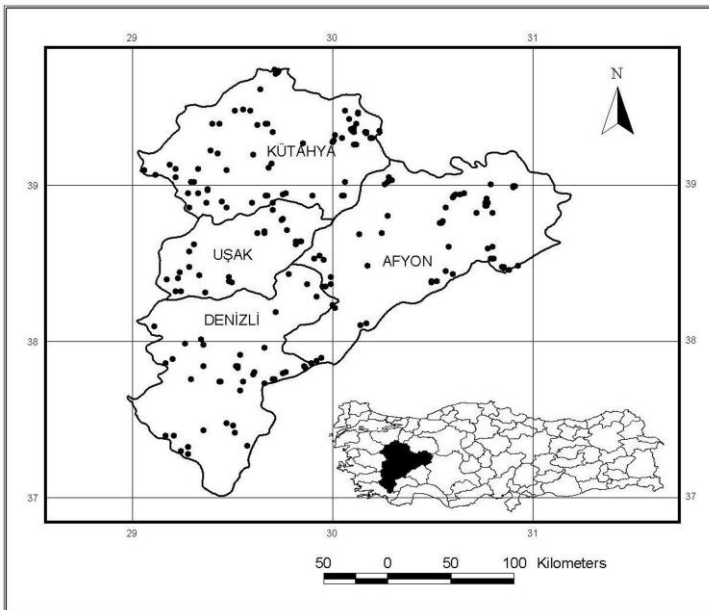 29 30 31
N
KÜTAHYA
39 39
UŞAK
AFYON
DENİZLİ
38 38
37 37
29 30 31
50 0 50 100 Kilometers